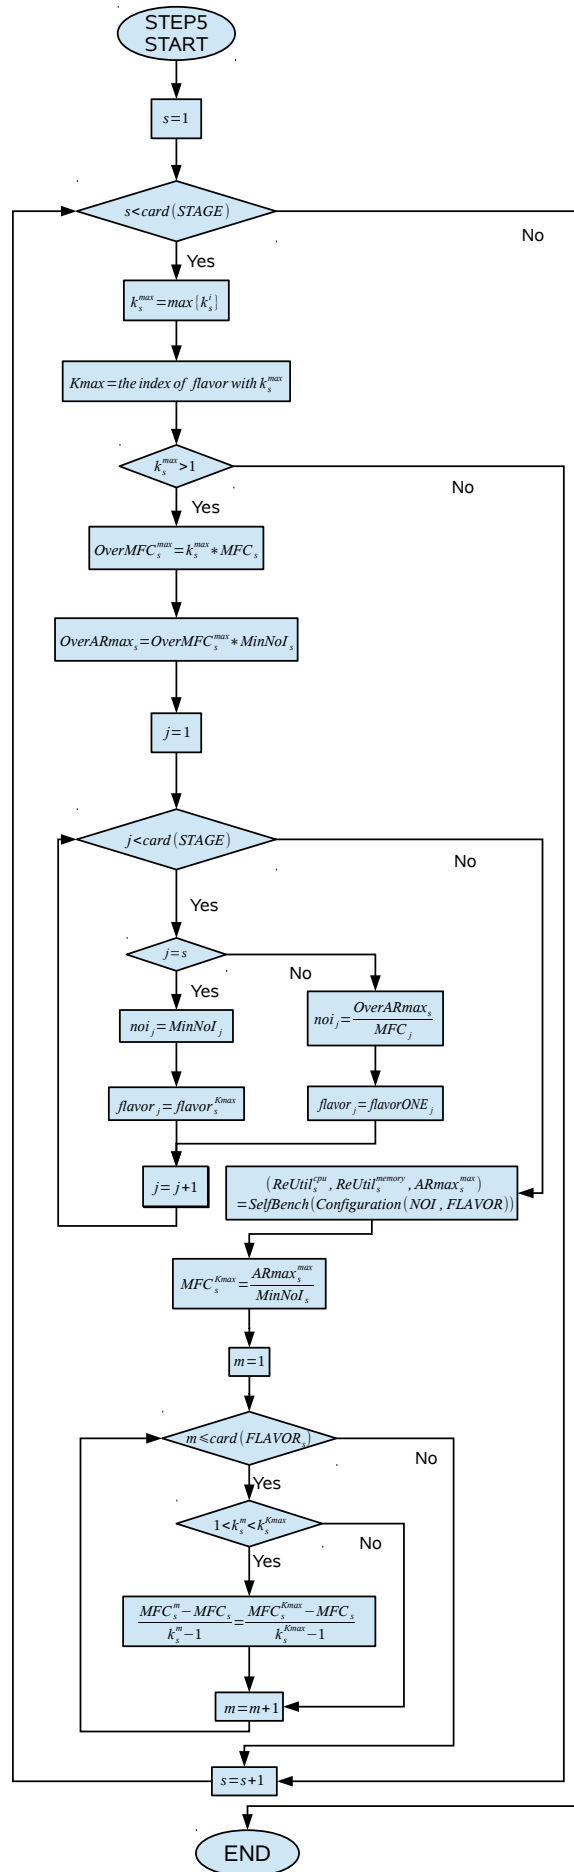 STEP5
START
s=1
s<card(STAGE)
No
Yes
k_s^max=max{k_s^i}
Kmax=the index of flavor with k_s^max
k_s^max>1
No
Yes
OverMFC_s^max=k_s^max*MFC_s
OverARmax_s=OverMFC_s^max*MinNoI_s
j=1
j<card(STAGE)
No
Yes
j=s
No
Yes
noi_j=MinNoI_j
noi_j=OverARmax_s/MFC_j
flavor_j=flavor_s^Kmax
flavor_j=flavorONE_j
j=j+1
(ReUtil_s^cpu, ReUtil_s^memory, ARmax_s^max)
=SelfBench(Configuration(NOI, FLAVOR))
MFC_s^Kmax=ARmax_s^max/MinNoI_s
m=1
m≤card(FLAVOR_s)
No
Yes
1<k_s^m<k_s^Kmax
No
Yes
(MFC_s^m−MFC_s)/(k_s^m−1)=(MFC_s^Kmax−MFC_s)/(k_s^Kmax−1)
m=m+1
s=s+1
END